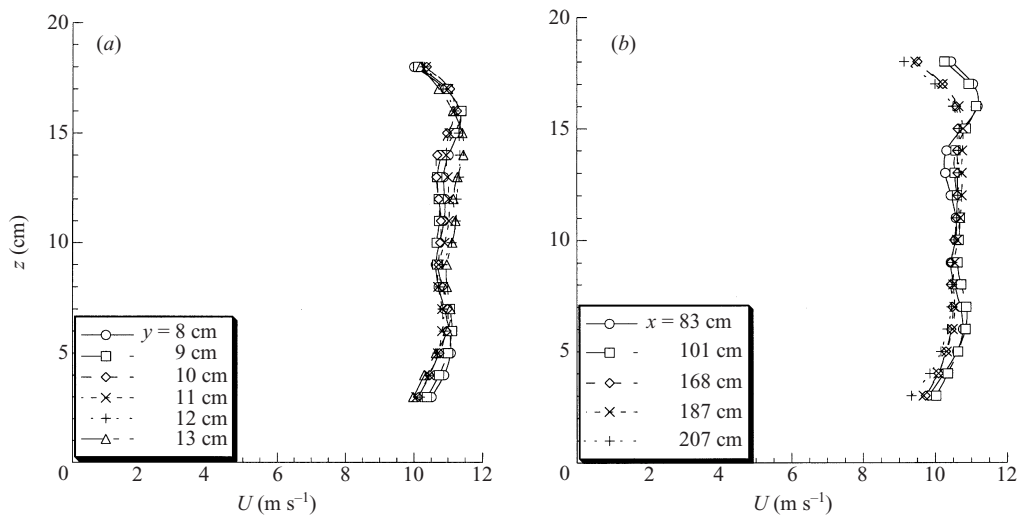 20
(a)
15
z (cm)
10
5
0
y = 8 cm
9 cm
10 cm
11 cm
12 cm
13 cm
0 2 4 6 8 10 12
U (m s⁻¹)
20
(b)
15
10
5
0
x = 83 cm
101 cm
168 cm
187 cm
207 cm
2 4 6 8 10 12
U (m s⁻¹)